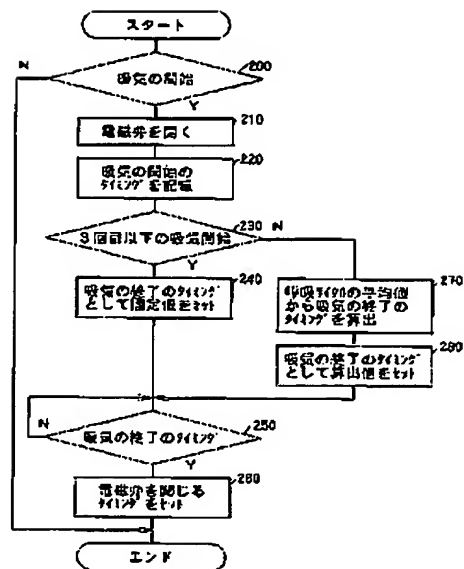 スタート
吸気の開始
200
N
Y
電磁弁を開く
210
吸気の開始の
タイミングを記憶
220
3回目以下の吸気開始
230
N
Y
吸気の終了のタイミング
として固定値をセット
240
呼吸サイクルの平均値
から吸気の終了の
タイミングを算出
270
吸気の終了のタイミング
として算出値をセット
280
吸気の終了のタイミング
250
N
Y
電磁弁を閉じる
タイミングをセット
260
エンド